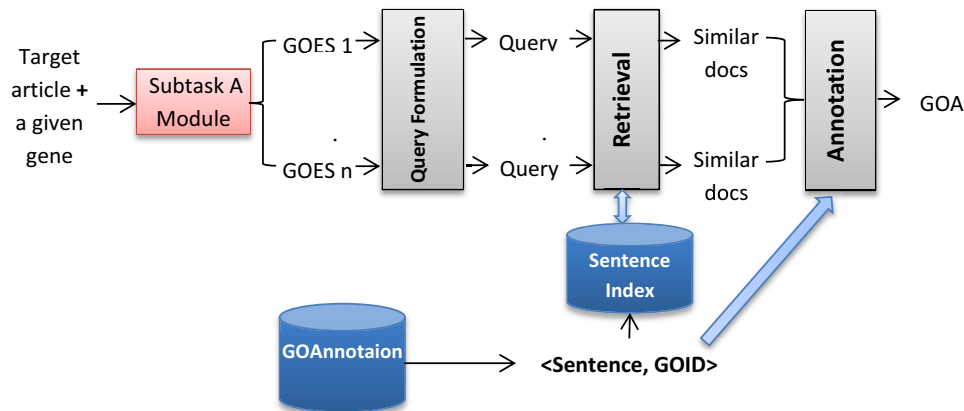 Target
article +
a given
gene
Subtask A
Module
GOES 1
.
GOES n
Query Formulation
Query
.
Query
Retrieval
Similar
docs
Similar
docs
Annotation
GOA
Sentence
Index
GOAnnotaion
<Sentence, GOID>